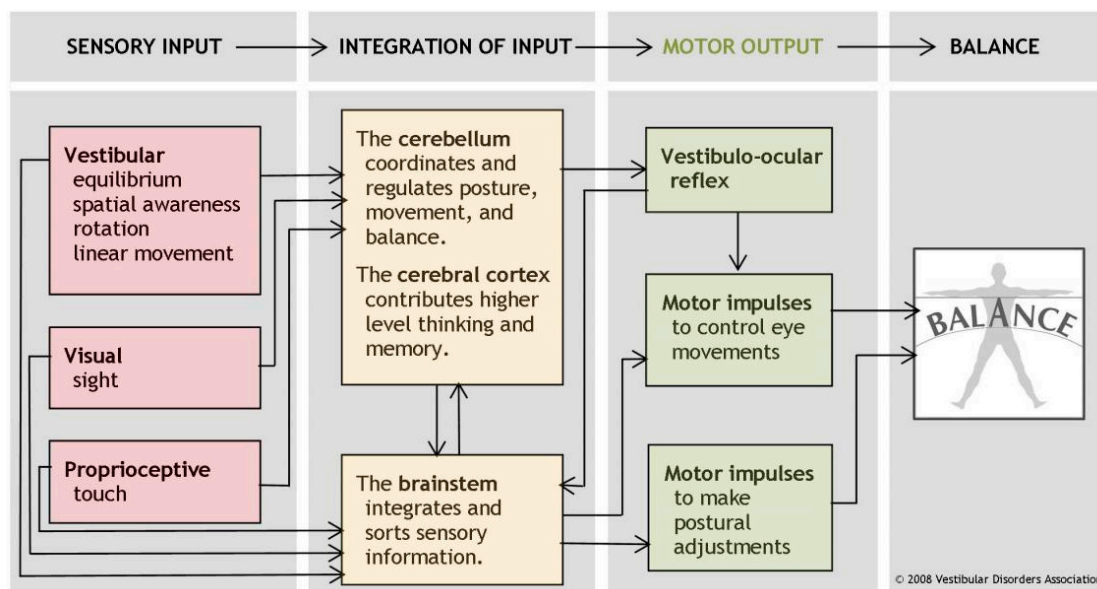 SENSORY INPUT
INTEGRATION OF INPUT
MOTOR OUTPUT
BALANCE
Vestibular
equilibrium
spatial awareness
rotation
linear movement
Visual
sight
Proprioceptive
touch
The cerebellum
coordinates and
regulates posture,
movement, and
balance.
The cerebral cortex
contributes higher
level thinking and
memory.
The brainstem
integrates and
sorts sensory
information.
Vestibulo-ocular
reflex
Motor impulses
to control eye
movements
Motor impulses
to make
postural
adjustments
BALANCE
© 2008 Vestibular Disorders Association